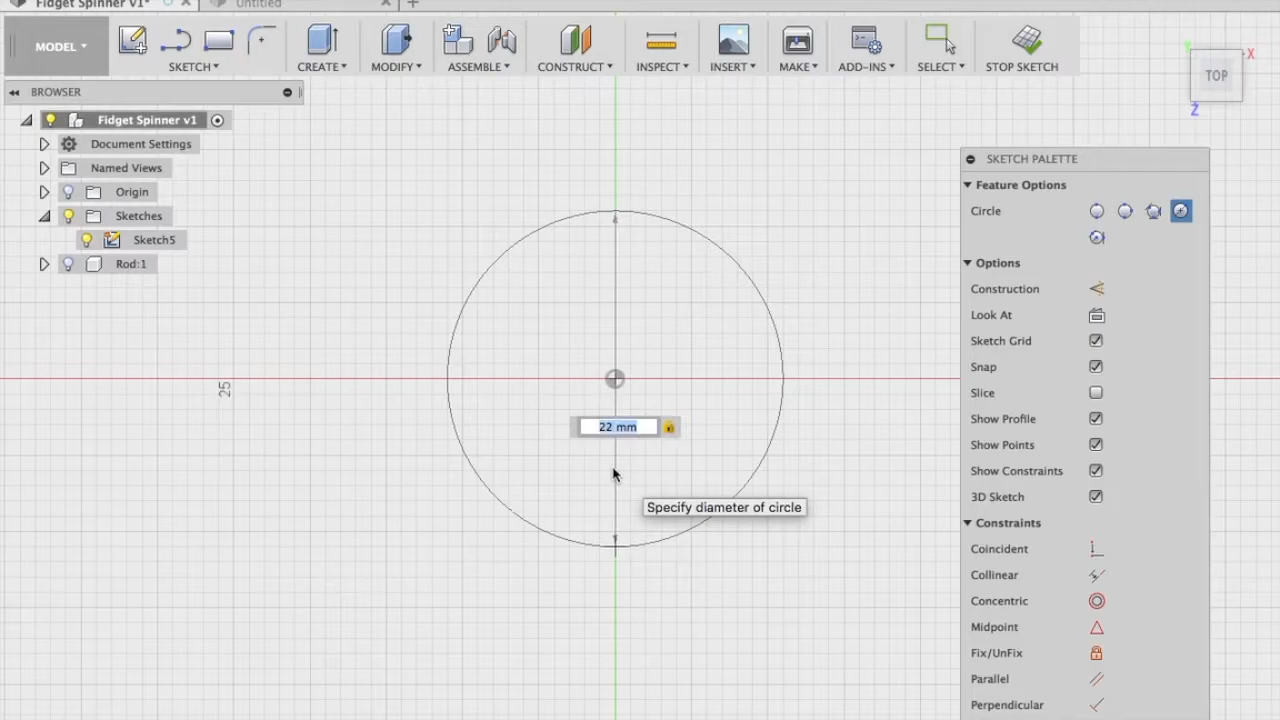 Fidget Spinner v1*
Untitled
MODEL
SKETCH
CREATE
MODIFY
ASSEMBLE
CONSTRUCT
INSPECT
INSERT
MAKE
ADD-INS
SELECT
STOP SKETCH
TOP
X
Y
Z
BROWSER
Fidget Spinner v1
Document Settings
Named Views
Origin
Sketches
Sketch5
Rod:1
25
22 mm
Specify diameter of circle
SKETCH PALETTE
Feature Options
Circle
Options
Construction
Look At
Sketch Grid
Snap
Slice
Show Profile
Show Points
Show Constraints
3D Sketch
Constraints
Coincident
Collinear
Concentric
Midpoint
Fix/UnFix
Parallel
Perpendicular